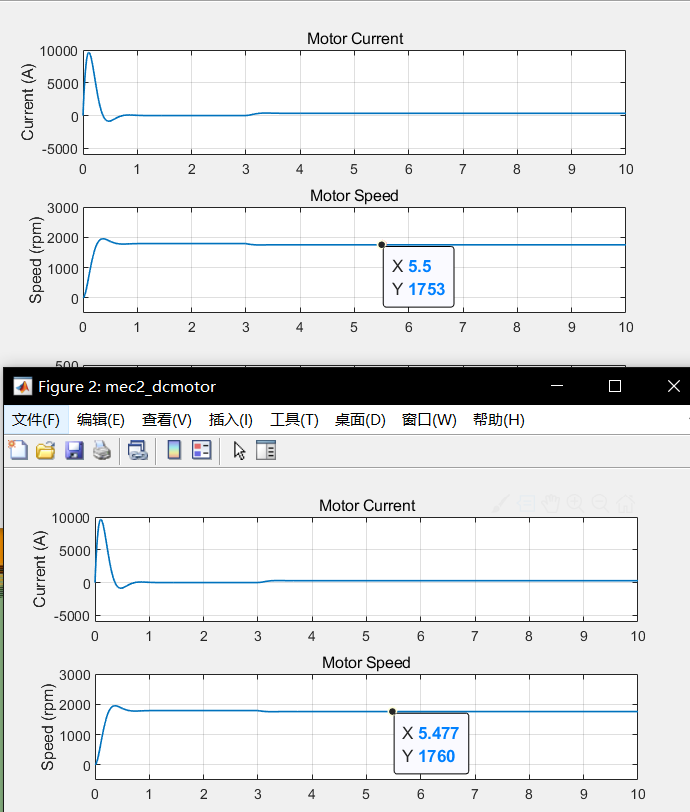 Motor Current
10000
5000
0
-5000
Current (A)
0 1 2 3 4 5 6 7 8 9 10
Motor Speed
3000
2000
1000
0
Speed (rpm)
X 5.5
Y 1753
0 1 2 3 4 5 6 7 8 9 10
500
Figure 2: mec2_dcmotor
文件(F) 编辑(E) 查看(V) 插入(I) 工具(T) 桌面(D) 窗口(W) 帮助(H)
Motor Current
10000
5000
0
-5000
Current (A)
0 1 2 3 4 5 6 7 8 9 10
Motor Speed
3000
2000
1000
0
Speed (rpm)
X 5.477
Y 1760
0 1 2 3 4 5 6 7 8 9 10